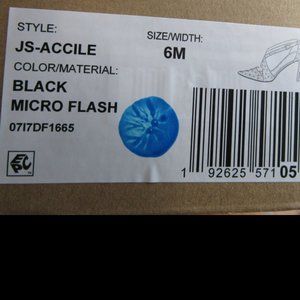 STYLE:
JS-ACCILE
SIZE/WIDTH:
6M
COLOR/MATERIAL:
BLACK
MICRO FLASH
07I7DF1665
1 92625 571 05